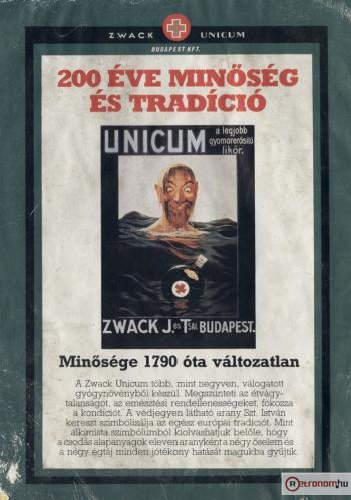 ZWACK UNICUM
BUDAPEST KFT.
200 ÉVE MINŐSÉG
ÉS TRADÍCIÓ
UNICUM
a legjobb
gyomorerősítő
likőr.
ZWACK J. és TSAI. BUDAPEST.
Minősége 1790 óta változatlan
A Zwack Unicum több, mint negyven, válogatott
gyógynövényből készül. Megszünteti az étvágy-
talanságot, az emésztési rendellenességeket, fokozza
a kondíciót. A védjegyen látható arany Szt. István
kereszt szimbolizálja az egész európai tradíciót. Mint
alkimista szimbólumból kiolvashatjuk belőle, hogy
a csodás alapanyagok eleven aranyként a négy őselem és
a négy égtáj minden jótékony hatását magukba gyűjtik.
Retronom.hu